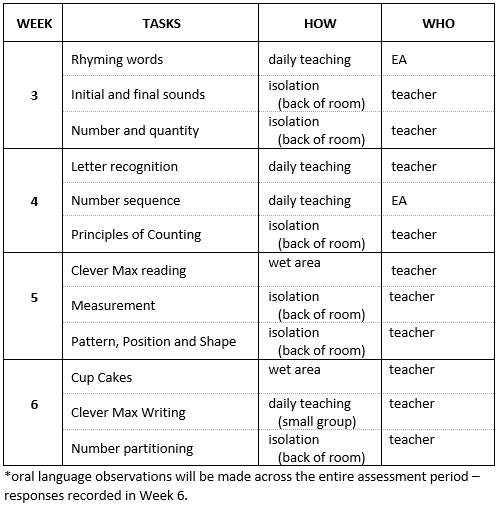 WEEK TASKS HOW WHO
3
Rhyming words daily teaching EA
Initial and final sounds isolation
(back of room) teacher
Number and quantity isolation
(back of room) teacher
4
Letter recognition daily teaching teacher
Number sequence daily teaching EA
Principles of Counting isolation
(back of room) teacher
5
Clever Max reading wet area teacher
Measurement isolation teacher
(back of room)
Pattern, Position and Shape isolation teacher
(back of room)
6
Cup Cakes wet area teacher
Clever Max Writing daily teaching teacher
(small group)
Number partitioning isolation teacher
(back of room)
*oral language observations will be made across the entire assessment period –
responses recorded in Week 6.